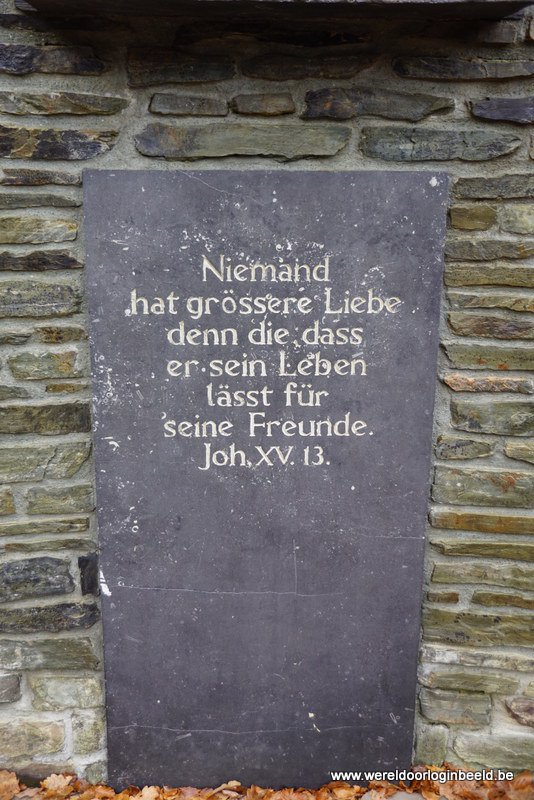 Niemand
hat grössere Liebe
denn die, dass
er sein Leben
lässt für
seine Freunde.
Joh, XV. 13.
www.wereldoorloginbeeld.be